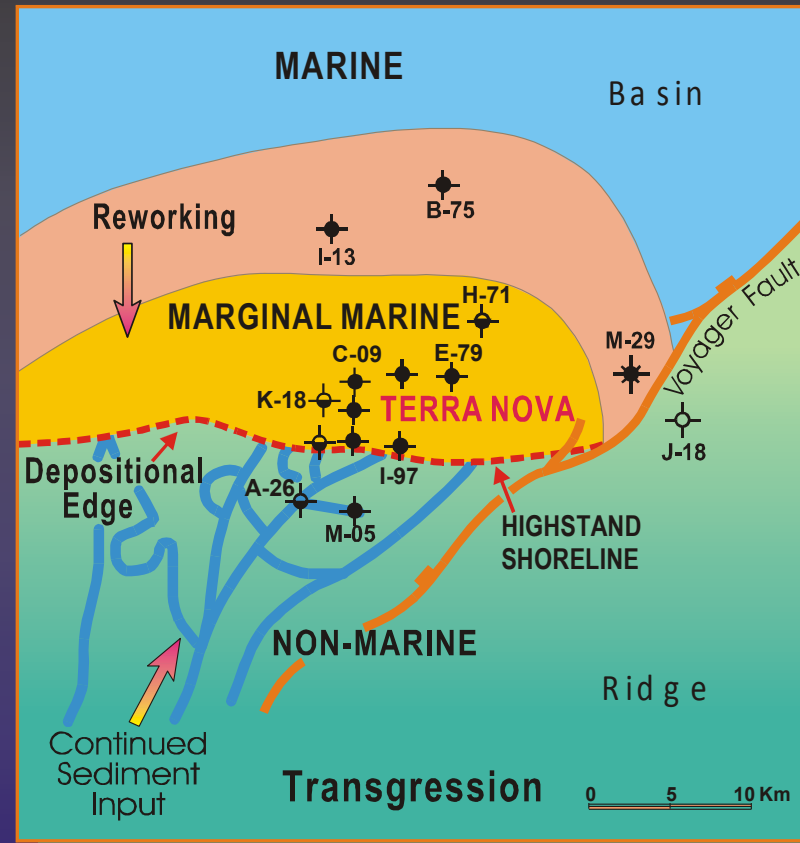 MARINE
Basin
B-75
Reworking
I-13
H-71
MARGINAL MARINE
Voyager Fault
M-29
C-09
E-79
K-18
TERRA NOVA
J-18
Depositional
Edge
I-97
A-26
M-05
HIGHSTAND
SHORELINE
NON-MARINE
Ridge
Continued
Sediment
Input
Transgression
0 5 10 Km